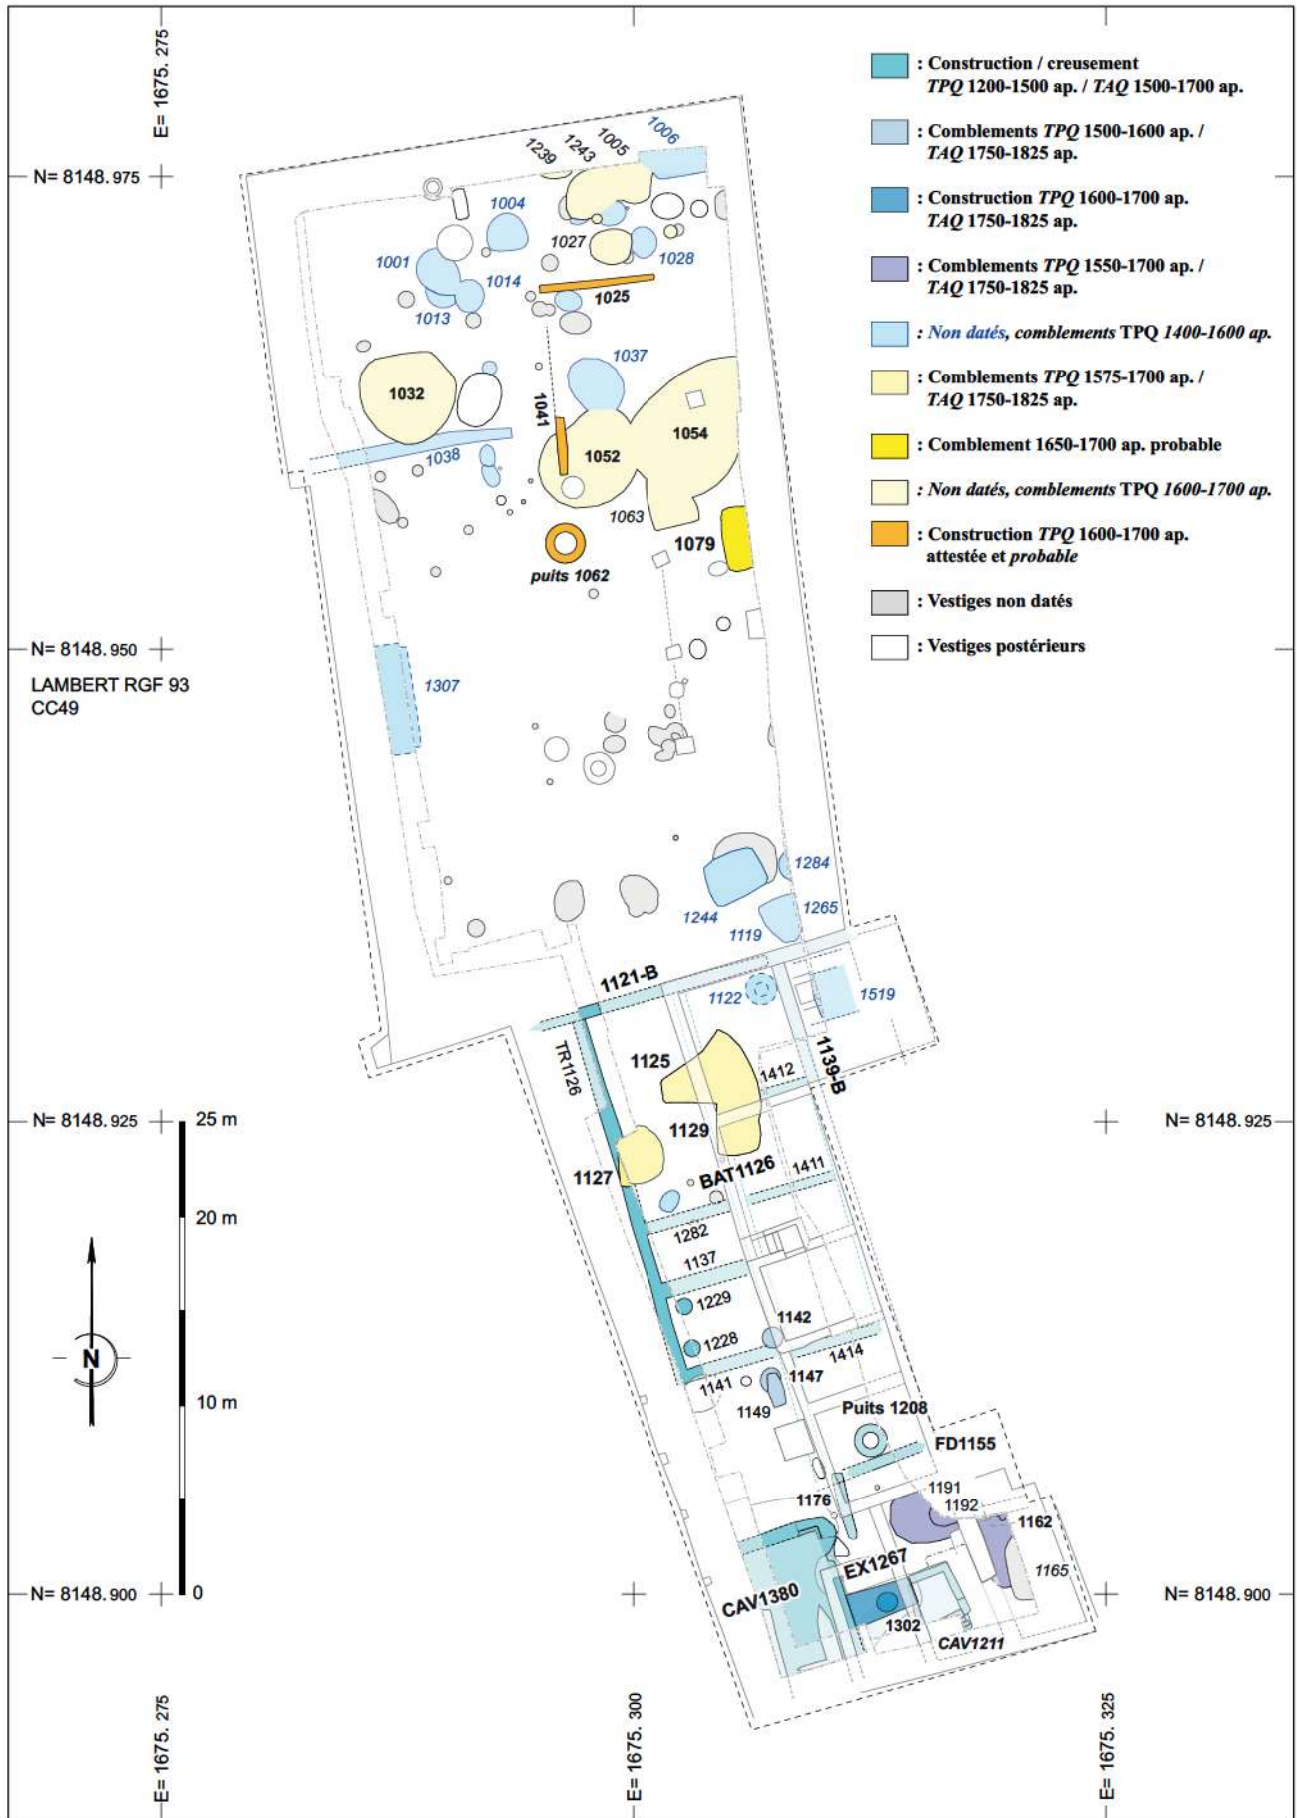 E= 1675. 275
N= 8148.975
: Construction / creusement
TPQ 1200-1500 ap. / TAQ 1500-1700 ap.
: Comblements TPQ 1500-1600 ap. /
TAQ 1750-1825 ap.
: Construction TPQ 1600-1700 ap.
TAQ 1750-1825 ap.
: Comblements TPQ 1550-1700 ap. /
TAQ 1750-1825 ap.
: Non datés, comblements TPQ 1400-1600 ap.
: Comblements TPQ 1575-1700 ap. /
TAQ 1750-1825 ap.
: Comblement 1650-1700 ap. probable
: Non datés, comblements TPQ 1600-1700 ap.
: Construction TPQ 1600-1700 ap.
attestée et probable
: Vestiges non datés
: Vestiges postérieurs
1239
1243
1005
1006
1004
1027
1028
1001
1014
1013
1025
1037
1032
1041
1054
1052
1038
1063
1079
puits 1062
N= 8148.950
LAMBERT RGF 93
CC49
1307
1284
1244
1265
1119
1121-B
1122
1519
TR1126
1125
1412
1139-B
N= 8148.925
25 m
N= 8148.925
1129
1127
BAT1126
1411
20 m
1282
1137
1229
1142
1228
1414
N
1141
1147
10 m
1149
Puits 1208
FD1155
1191
1176
1192
1162
EX1267
1165
N= 8148.900
0
CAV1380
N= 8148.900
1302
CAV1211
E= 1675. 275
E= 1675. 300
E= 1675. 325